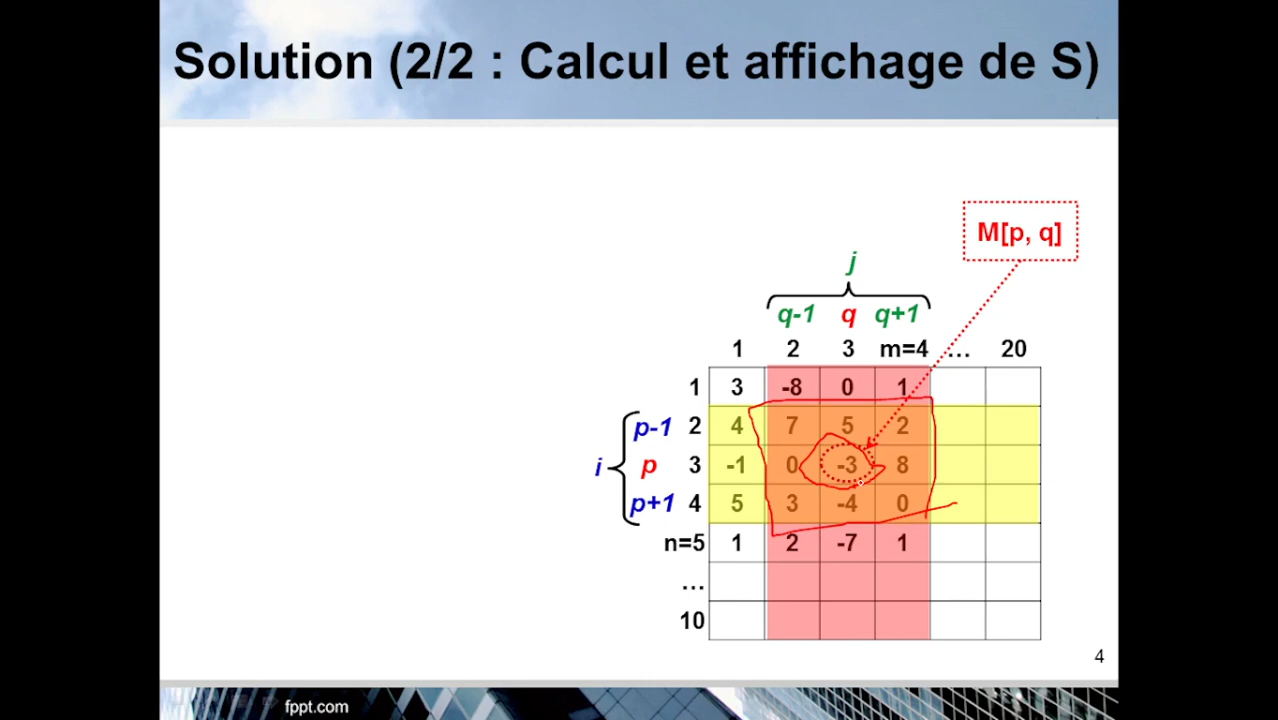 Solution (2/2 : Calcul et affichage de S)
M[p, q]
j
q-1 q q+1
1 2 3 m=4 ... 20
1 3 -8 0 1
p-1 2 4 7 5 2
i p 3 -1 0 -3 8
p+1 4 5 3 -4 0
n=5 1 2 -7 1
...
10
4
fppt.com